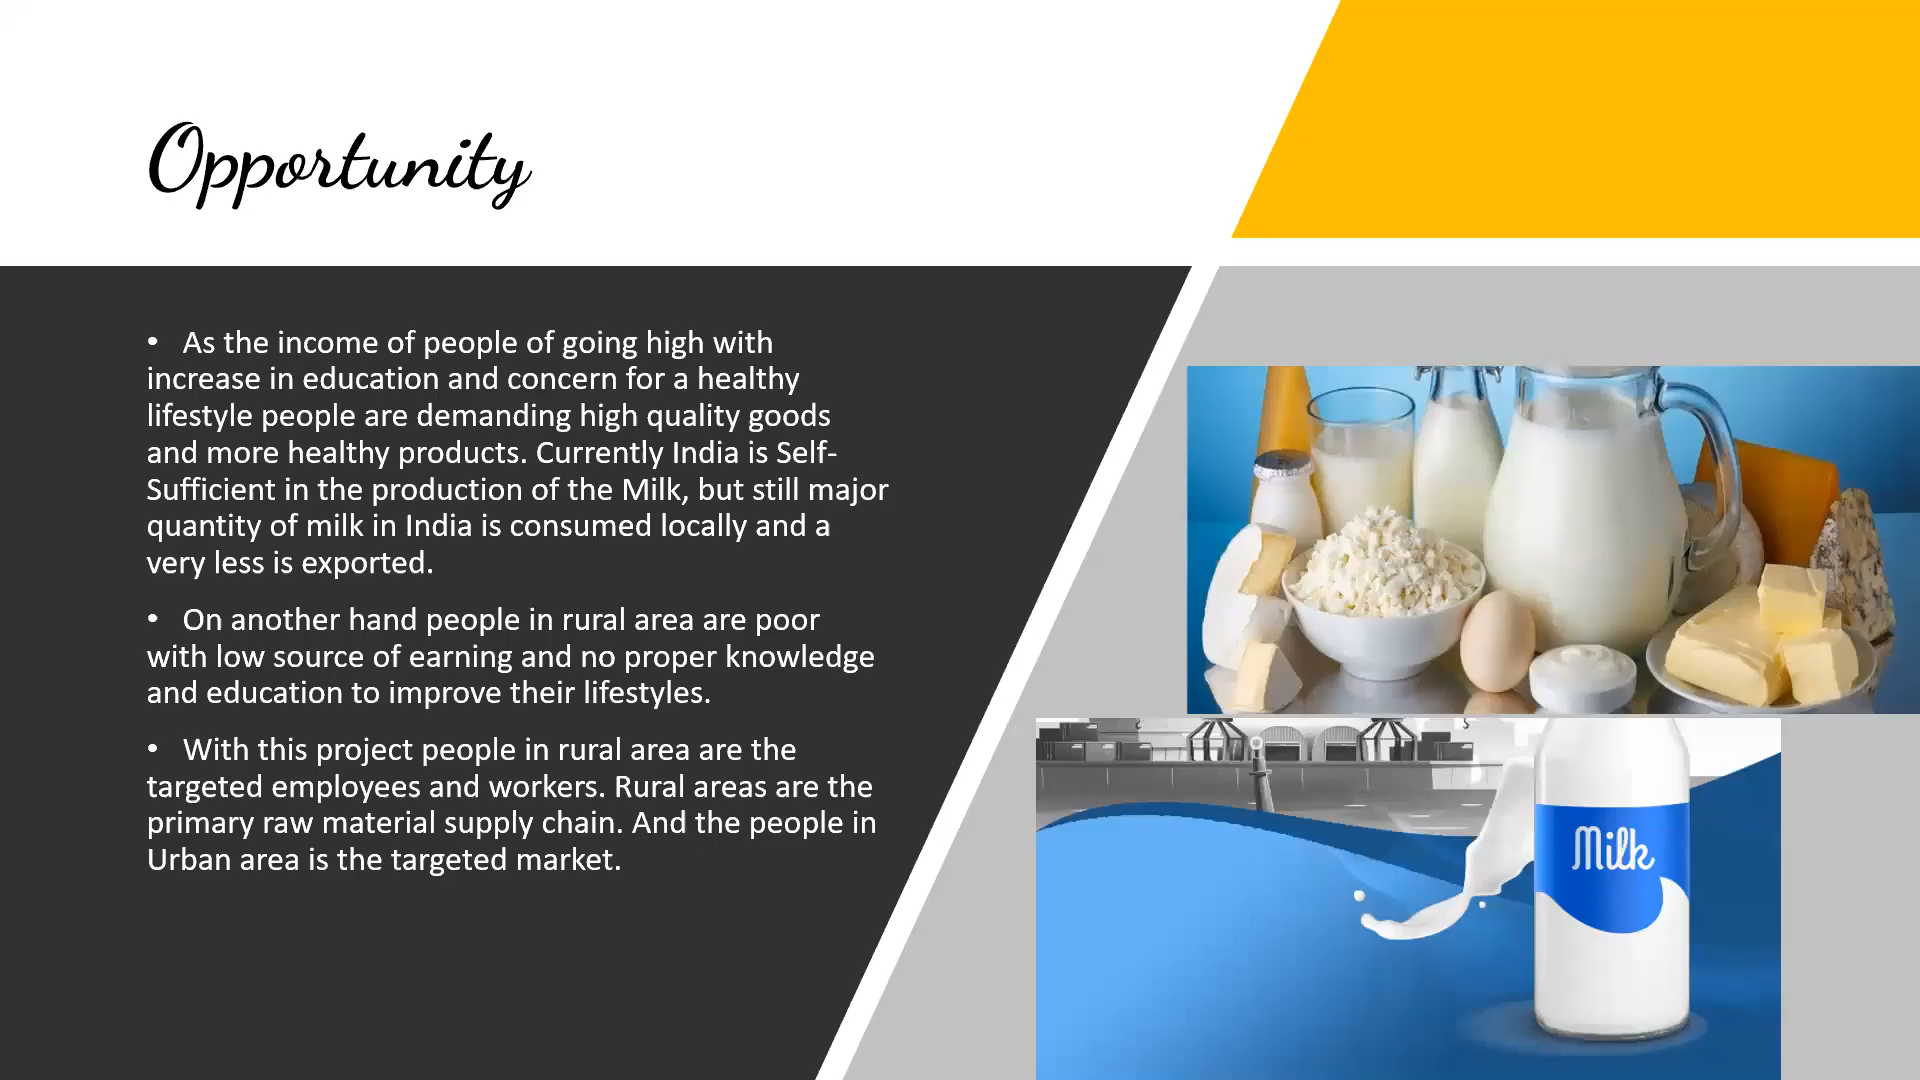 Opportunity
• As the income of people of going high with
increase in education and concern for a healthy
lifestyle people are demanding high quality goods
and more healthy products. Currently India is Self-
Sufficient in the production of the Milk, but still major
quantity of milk in India is consumed locally and a
very less is exported.
• On another hand people in rural area are poor
with low source of earning and no proper knowledge
and education to improve their lifestyles.
• With this project people in rural area are the
targeted employees and workers. Rural areas are the
primary raw material supply chain. And the people in
Urban area is the targeted market.
Milk